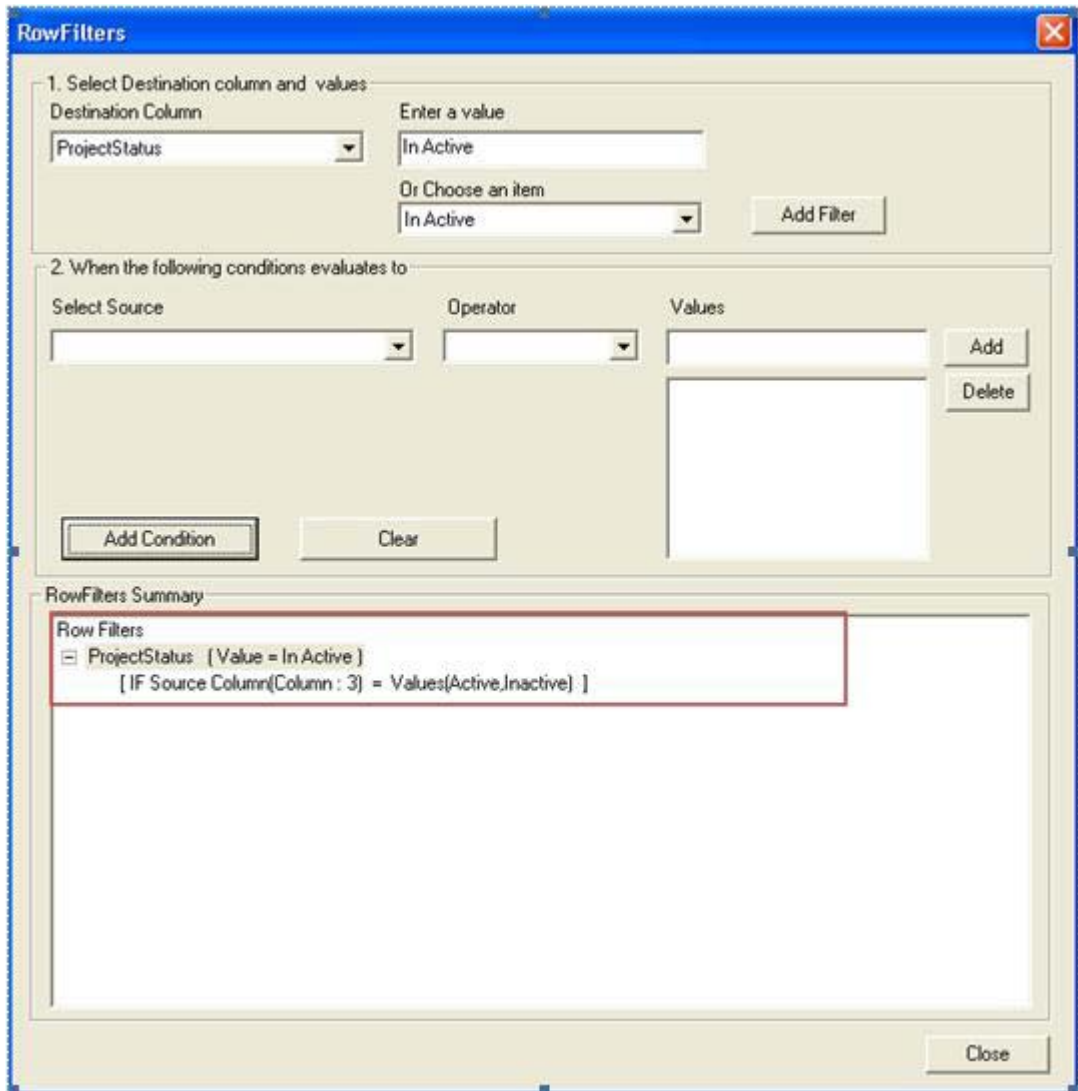 RowFilters
1. Select Destination column and values
Destination Column
Enter a value
ProjectStatus
In Active
Or Choose an item
In Active
Add Filter
2. When the following conditions evaluates to
Select Source
Operator
Values
Add
Delete
Add Condition
Clear
RowFilters Summary
Row Filters
ProjectStatus ( Value = In Active )
[ IF Source Column(Column : 3) = Values(Active,Inactive) ]
Close